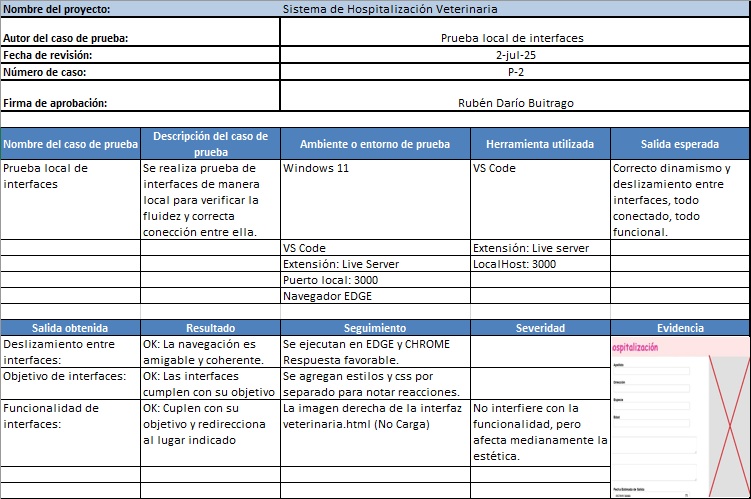 Nombre del proyecto: Sistema de Hospitalización Veterinaria
Autor del caso de prueba: Prueba local de interfaces
Fecha de revisión: 2-jul-25
Número de caso: P-2
Firma de aprobación: Rubén Darío Buitrago
Nombre del caso de prueba
Descripción del caso de
prueba
Ambiente o entorno de prueba
Herramienta utilizada
Salida esperada
Prueba local de
interfaces
Se realiza prueba de
interfaces de manera
local para verificar la
fluidez y correcta
conección entre ella.
Windows 11
VS Code
Correcto dinamismo y
deslizamiento entre
interfaces, todo
conectado, todo
funcional.
VS Code
Extensión: Live server
Extensión: Live Server
LocalHost: 3000
Puerto local: 3000
Navegador EDGE
Salida obtenida
Resultado
Seguimiento
Severidad
Evidencia
Deslizamiento entre
interfaces:
OK: La navegación es
amigable y coherente.
Se ejecutan en EDGE y CHROME
Respuesta favorable.
Objetivo de interfaces:
OK: Las interfaces
cumplen con su objetivo
Se agregan estilos y css por
separado para notar reacciones.
Funcionalidad de
interfaces:
OK: Cuplen con su
objetivo y redirecciona
al lugar indicado
La imagen derecha de la interfaz
veterinaria.html (No Carga)
No interfiere con la
funcionalidad, pero
afecta medianamente la
estética.
ospitalización